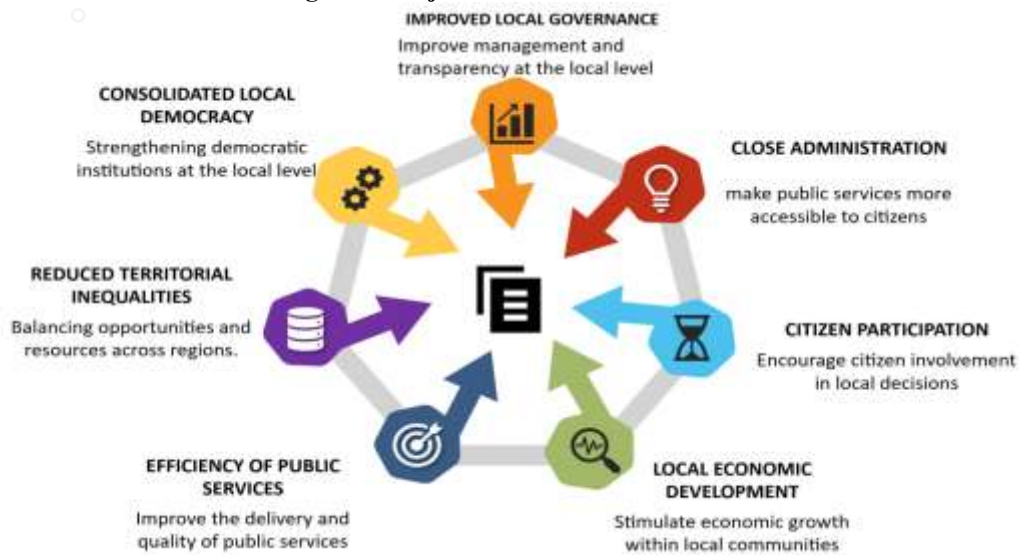 IMPROVED LOCAL GOVERNANCE
Improve management and
transparency at the local level
CLOSE ADMINISTRATION
make public services more
accessible to citizens
CITIZEN PARTICIPATION
Encourage citizen involvement
in local decisions
LOCAL ECONOMIC
DEVELOPMENT
Stimulate economic growth
within local communities
EFFICIENCY OF PUBLIC
SERVICES
Improve the delivery and
quality of public services
REDUCED TERRITORIAL
INEQUALITIES
Balancing opportunities and
resources across regions.
CONSOLIDATED LOCAL
DEMOCRACY
Strengthening democratic
institutions at the local level